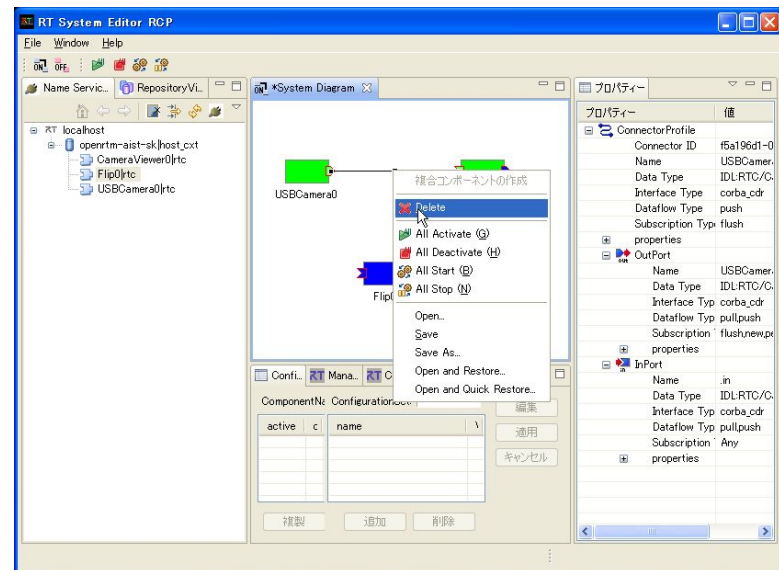 RT System Editor RCP
File Window Help
ON OFF
Name Servic... RepositoryVi...
RT localhost
openrtm-aist-sk|host_cxt
CameraViewer0|rtc
Flip0|rtc
USBCamera0|rtc
*System Diagram
USBCamera0
複合コンポーネントの作成
Delete
All Activate (G)
All Deactivate (H)
All Start (B)
All Stop (N)
Open...
Save
Save As...
Open and Restore...
Open and Quick Restore...
Confi... RT Mana... RT C
ComponentNa
active c name
編集
適用
キャンセル
複製 追加 削除
プロパティー
プロパティー 値
ConnectorProfile
Connector ID f5a196d1-0
Name USBCamer
Data Type IDL:RTC/C
Interface Type corba_cdr
Dataflow Type push
Subscription Typ flush
properties
OutPort
Name USBCamer
Data Type IDL:RTC/C
Interface Typ corba_cdr
Dataflow Typ pull,push
Subscription flush,new,pe
properties
InPort
Name .in
Data Type IDL:RTC/C
Interface Typ corba_cdr
Dataflow Typ pull,push
Subscription Any
properties